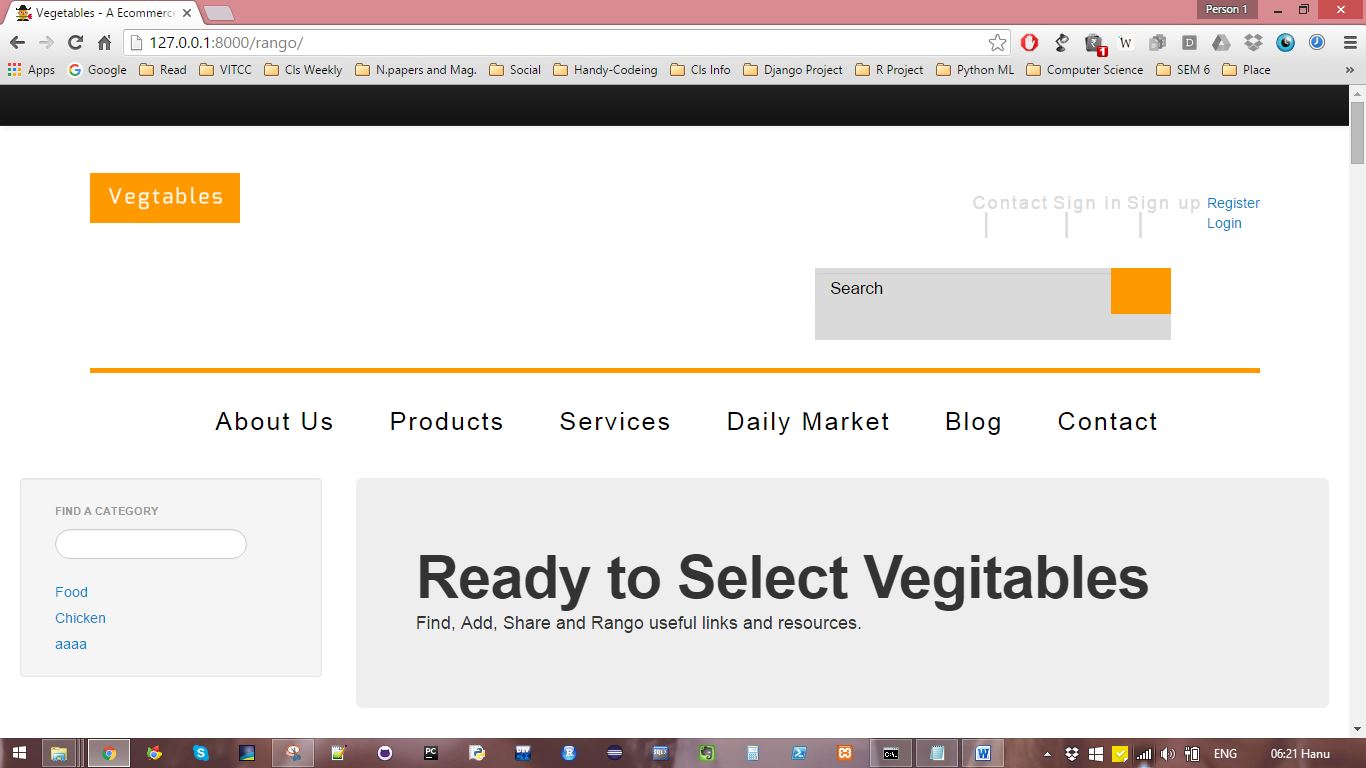 Vegetables - A Ecommerc
Person 1
127.0.0.1:8000/rango/
1
W
D
Apps
Google
Read
VITCC
Cls Weekly
N.papers and Mag.
Social
Handy-Codeing
Cls Info
Django Project
R Project
Python ML
Computer Science
SEM 6
Place
»
Vegtables
Contact
Sign in
Sign up
Register
Login
|
|
|
Search
About Us
Products
Services
Daily Market
Blog
Contact
FIND A CATEGORY
Food
Chicken
aaaa
Ready to Select Vegitables
Find, Add, Share and Rango useful links and resources.
ENG
06:21 Hanu